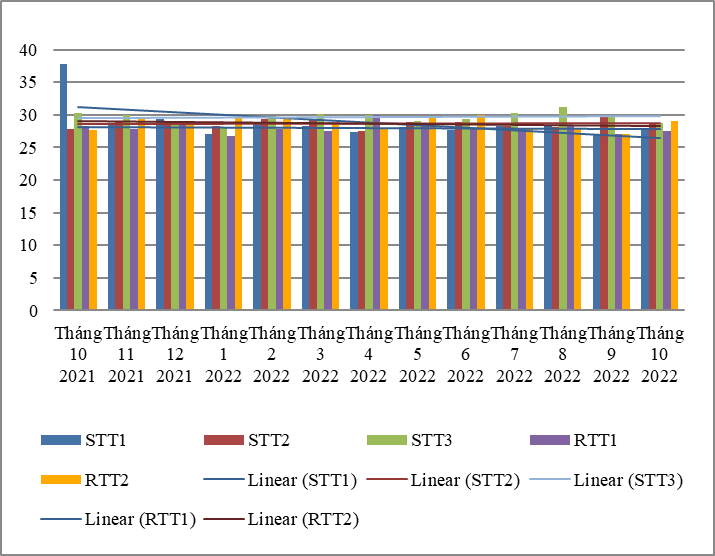 40
35
30
25
20
15
10
5
0
Tháng Tháng Tháng Tháng Tháng Tháng Tháng Tháng Tháng Tháng Tháng Tháng Tháng
10 11 12 1 2 3 4 5 6 7 8 9 10
2021 2021 2021 2022 2022 2022 2022 2022 2022 2022 2022 2022 2022
STT1 STT2 STT3 RTT1
RTT2 Linear (STT1) Linear (STT2) Linear (STT3)
Linear (RTT1) Linear (RTT2)